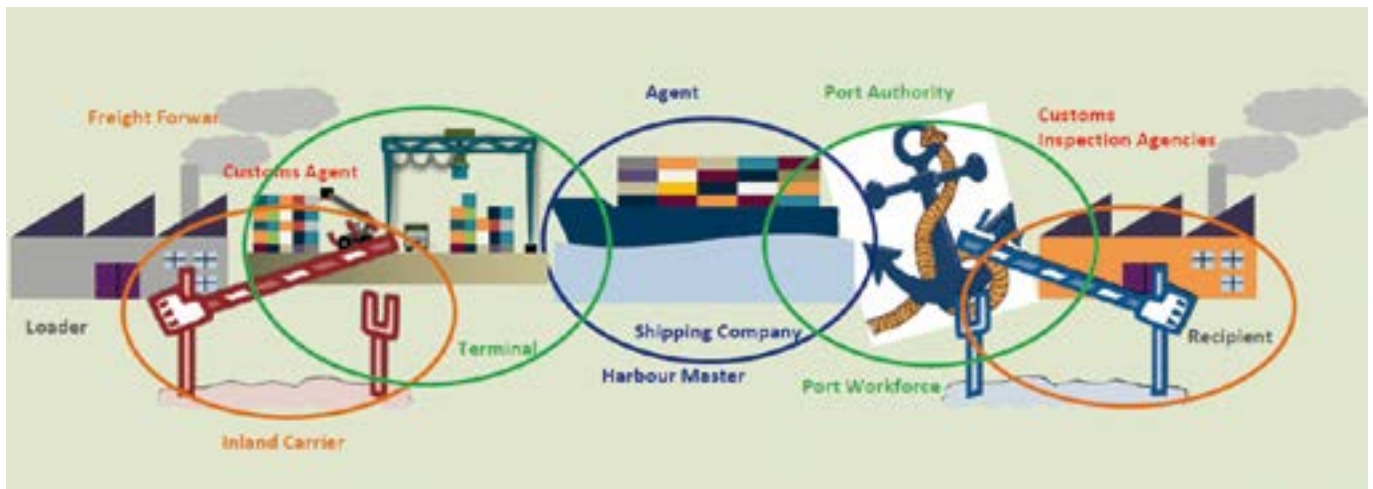 Agent
Port Authority
Freight Forwar
Customs
Inspection Agencies
Customs Agent
Loader
Shipping Company
Recipient
Terminal
Harbour Master
Port Workforce
Inland Carrier